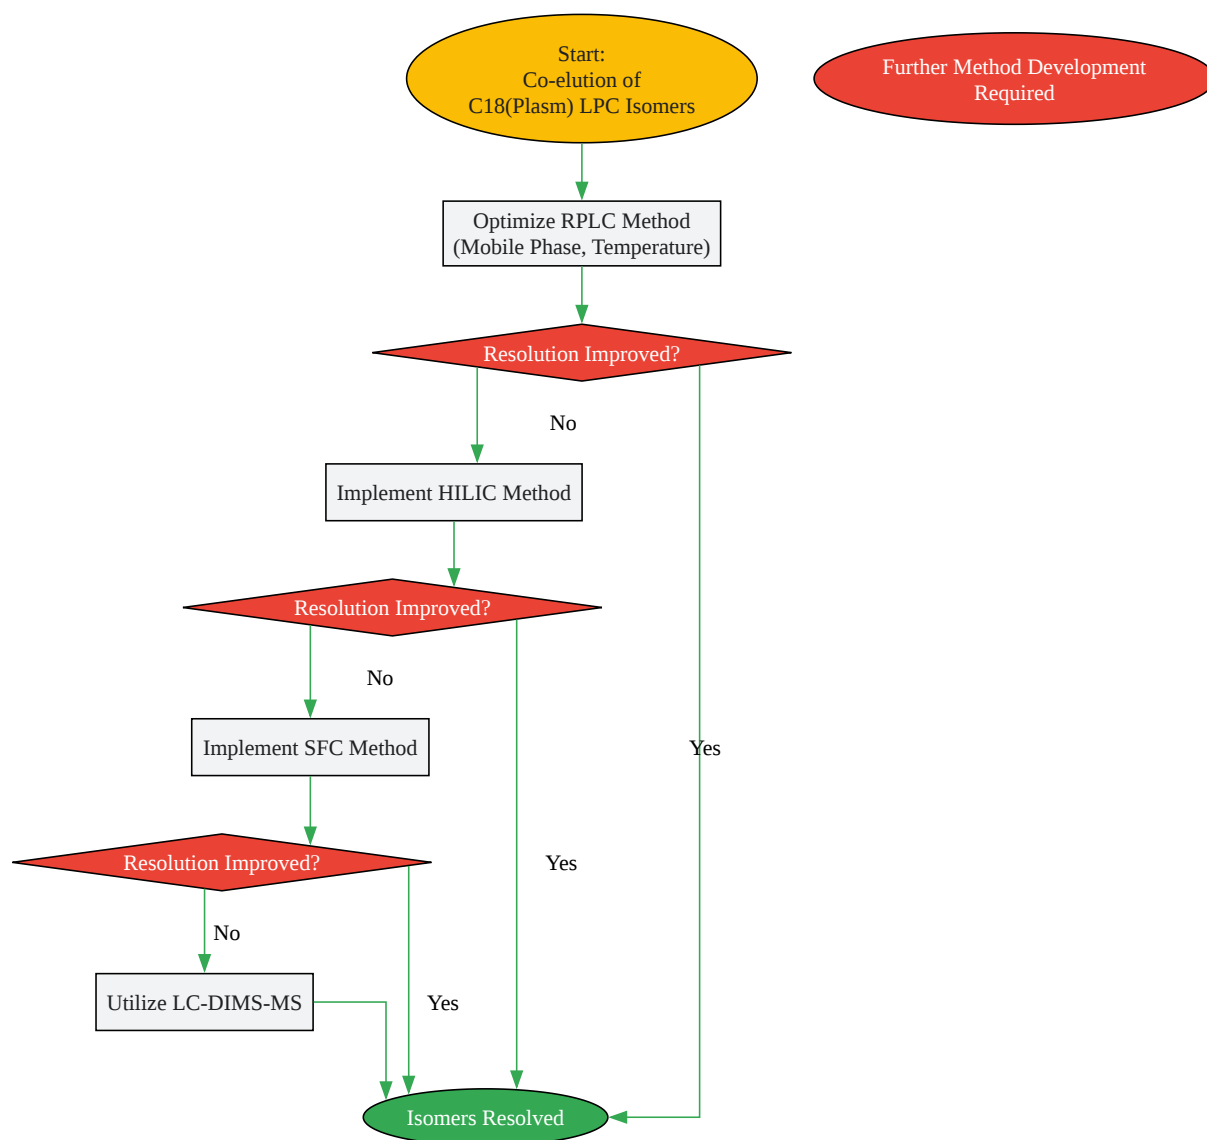 Start:
Co-elution of
C18(Plasm) LPC Isomers
Further Method Development
Required
Optimize RPLC Method
(Mobile Phase, Temperature)
Resolution Improved?
No
Implement HILIC Method
Resolution Improved?
No
Implement SFC Method
Yes
Resolution Improved?
Yes
No
Utilize LC-DIMS-MS
Yes
Isomers Resolved